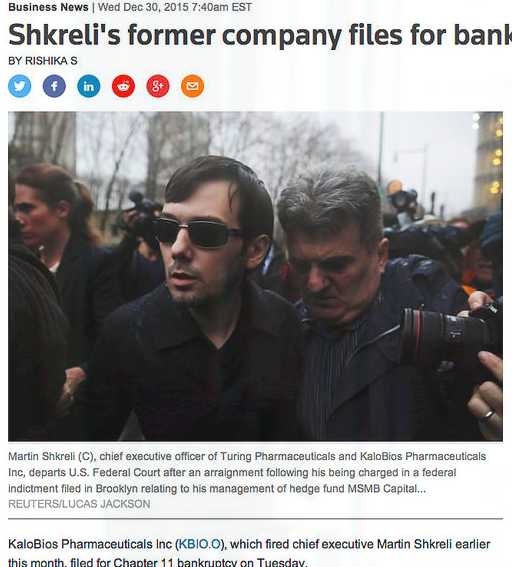 Business News | Wed Dec 30, 2015 7:40am EST
Shkreli's former company files for bank
BY RISHIKA S
Martin Shkreli (C), chief executive officer of Turing Pharmaceuticals and KaloBios Pharmaceuticals
Inc, departs U.S. Federal Court after an arraignment following his being charged in a federal
indictment filed in Brooklyn relating to his management of hedge fund MSMB Capital...
REUTERS/LUCAS JACKSON
KaloBios Pharmaceuticals Inc (KBIO.O), which fired chief executive Martin Shkreli earlier
this month, filed for Chapter 11 bankruptcy on Tuesday.